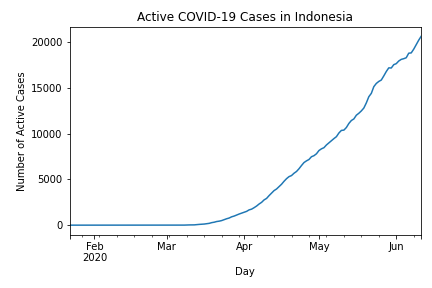 Active COVID-19 Cases in Indonesia
20000
15000
10000
5000
0
Number of Active Cases
Feb Mar Apr May Jun
2020
Day